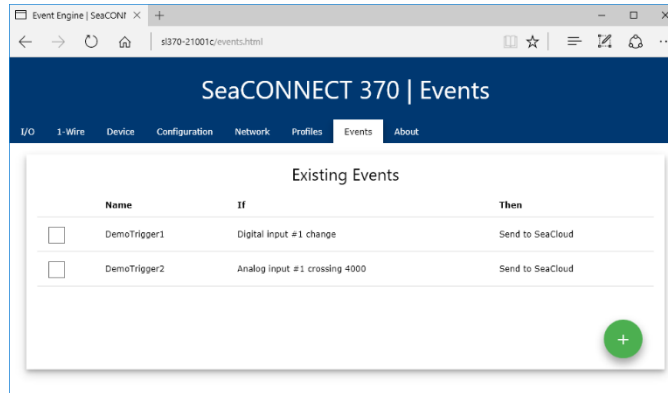 Event Engine | SeaCONf
sl370-21001c/events.html
SeaCONNECT 370 | Events
I/O 1-Wire Device Configuration Network Profiles Events About
Existing Events
Name If Then
DemoTrigger1 Digital input #1 change Send to SeaCloud
DemoTrigger2 Analog input #1 crossing 4000 Send to SeaCloud